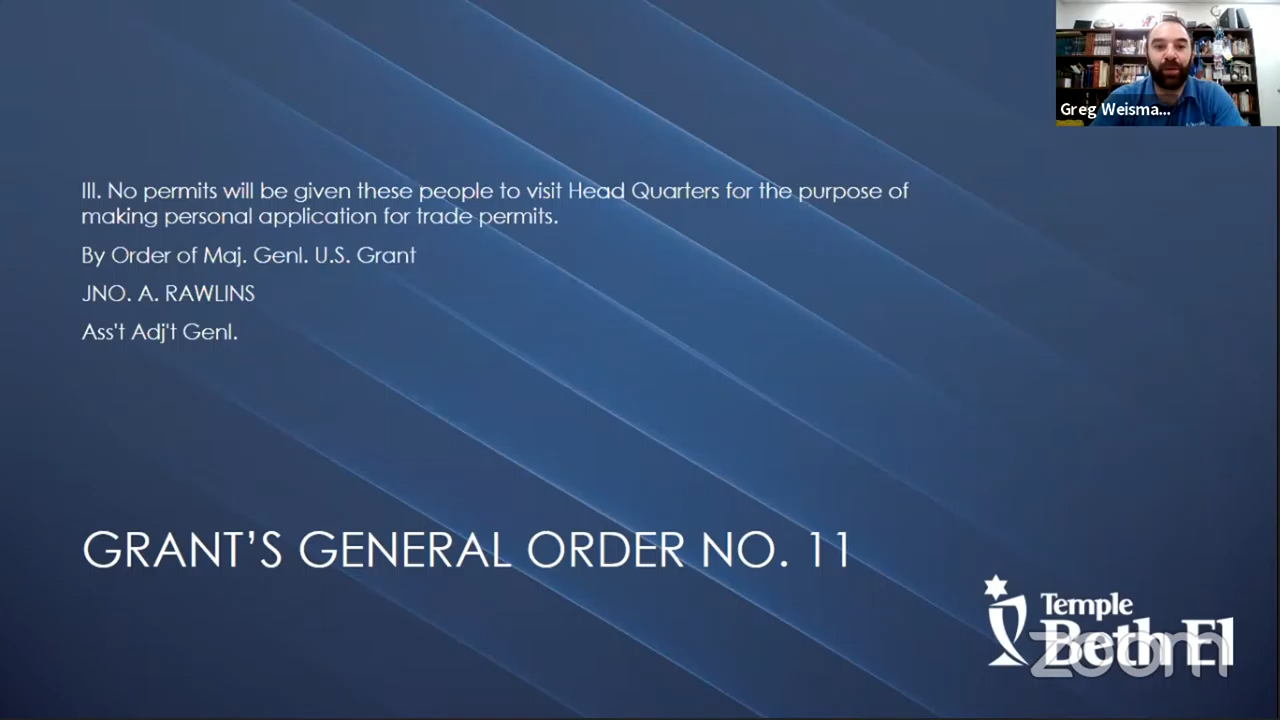 Greg Weisma...
III. No permits will be given these people to visit Head Quarters for the purpose of
making personal application for trade permits.
By Order of Maj. Genl. U.S. Grant
JNO. A. RAWLINS
Ass't Adj't Genl.
GRANT’S GENERAL ORDER NO. 11
Temple
Beth El
zoom